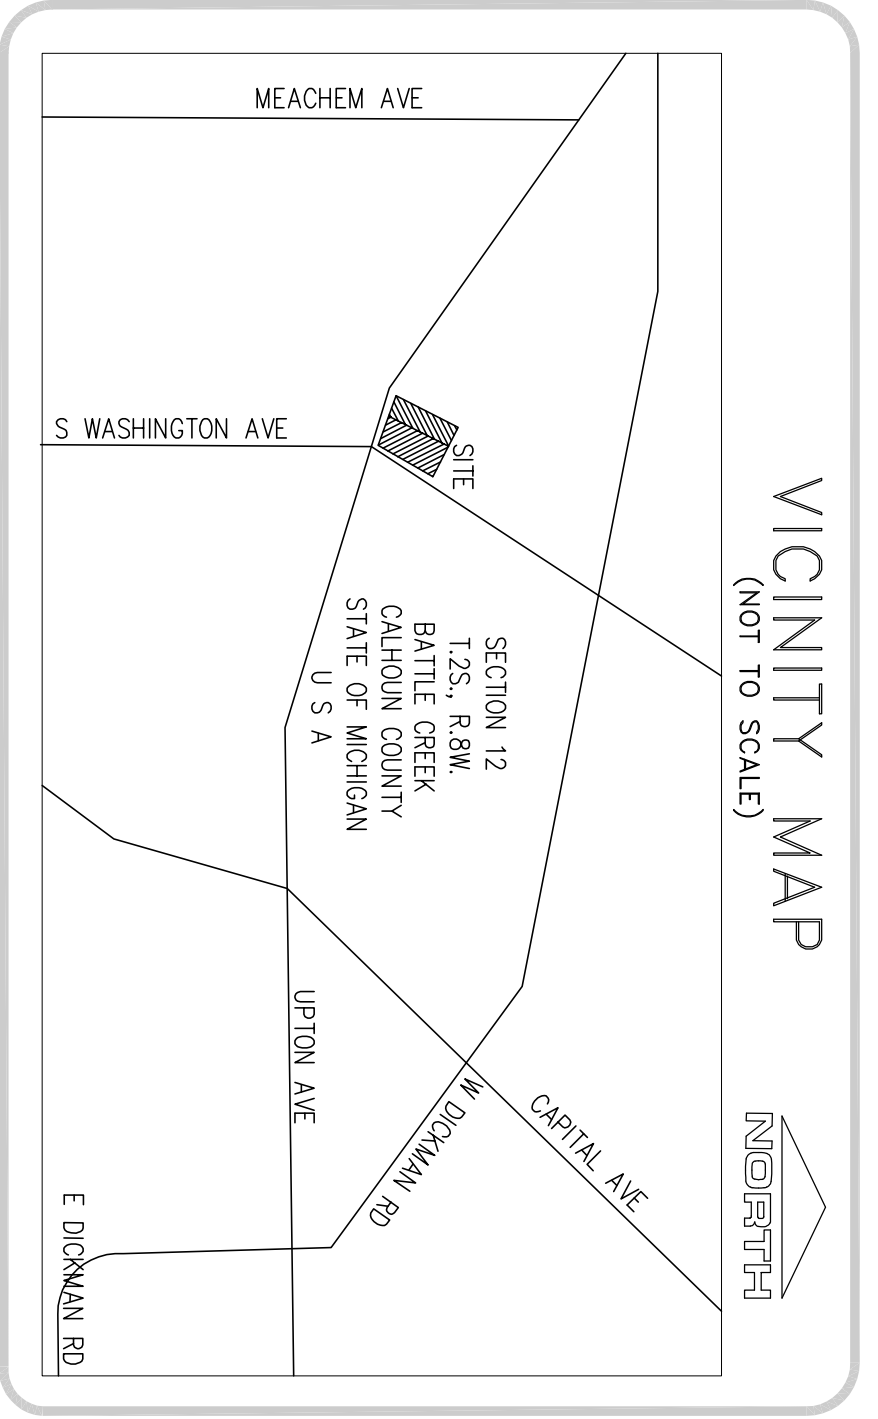 VICINITY MAP
(NOT TO SCALE)
NORTH
MEACHEM AVE
S WASHINGTON AVE
SITE
SECTION 12
T.2S., R.8W.
BATTLE CREEK
CALHOUN COUNTY
STATE OF MICHIGAN
U S A
CAPITAL AVE
W DICKMAN RD
UPTON AVE
E DICKMAN RD